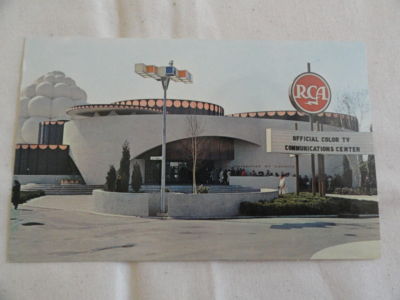 RCA
OFFICIAL COLOR TV
COMMUNICATIONS CENTER